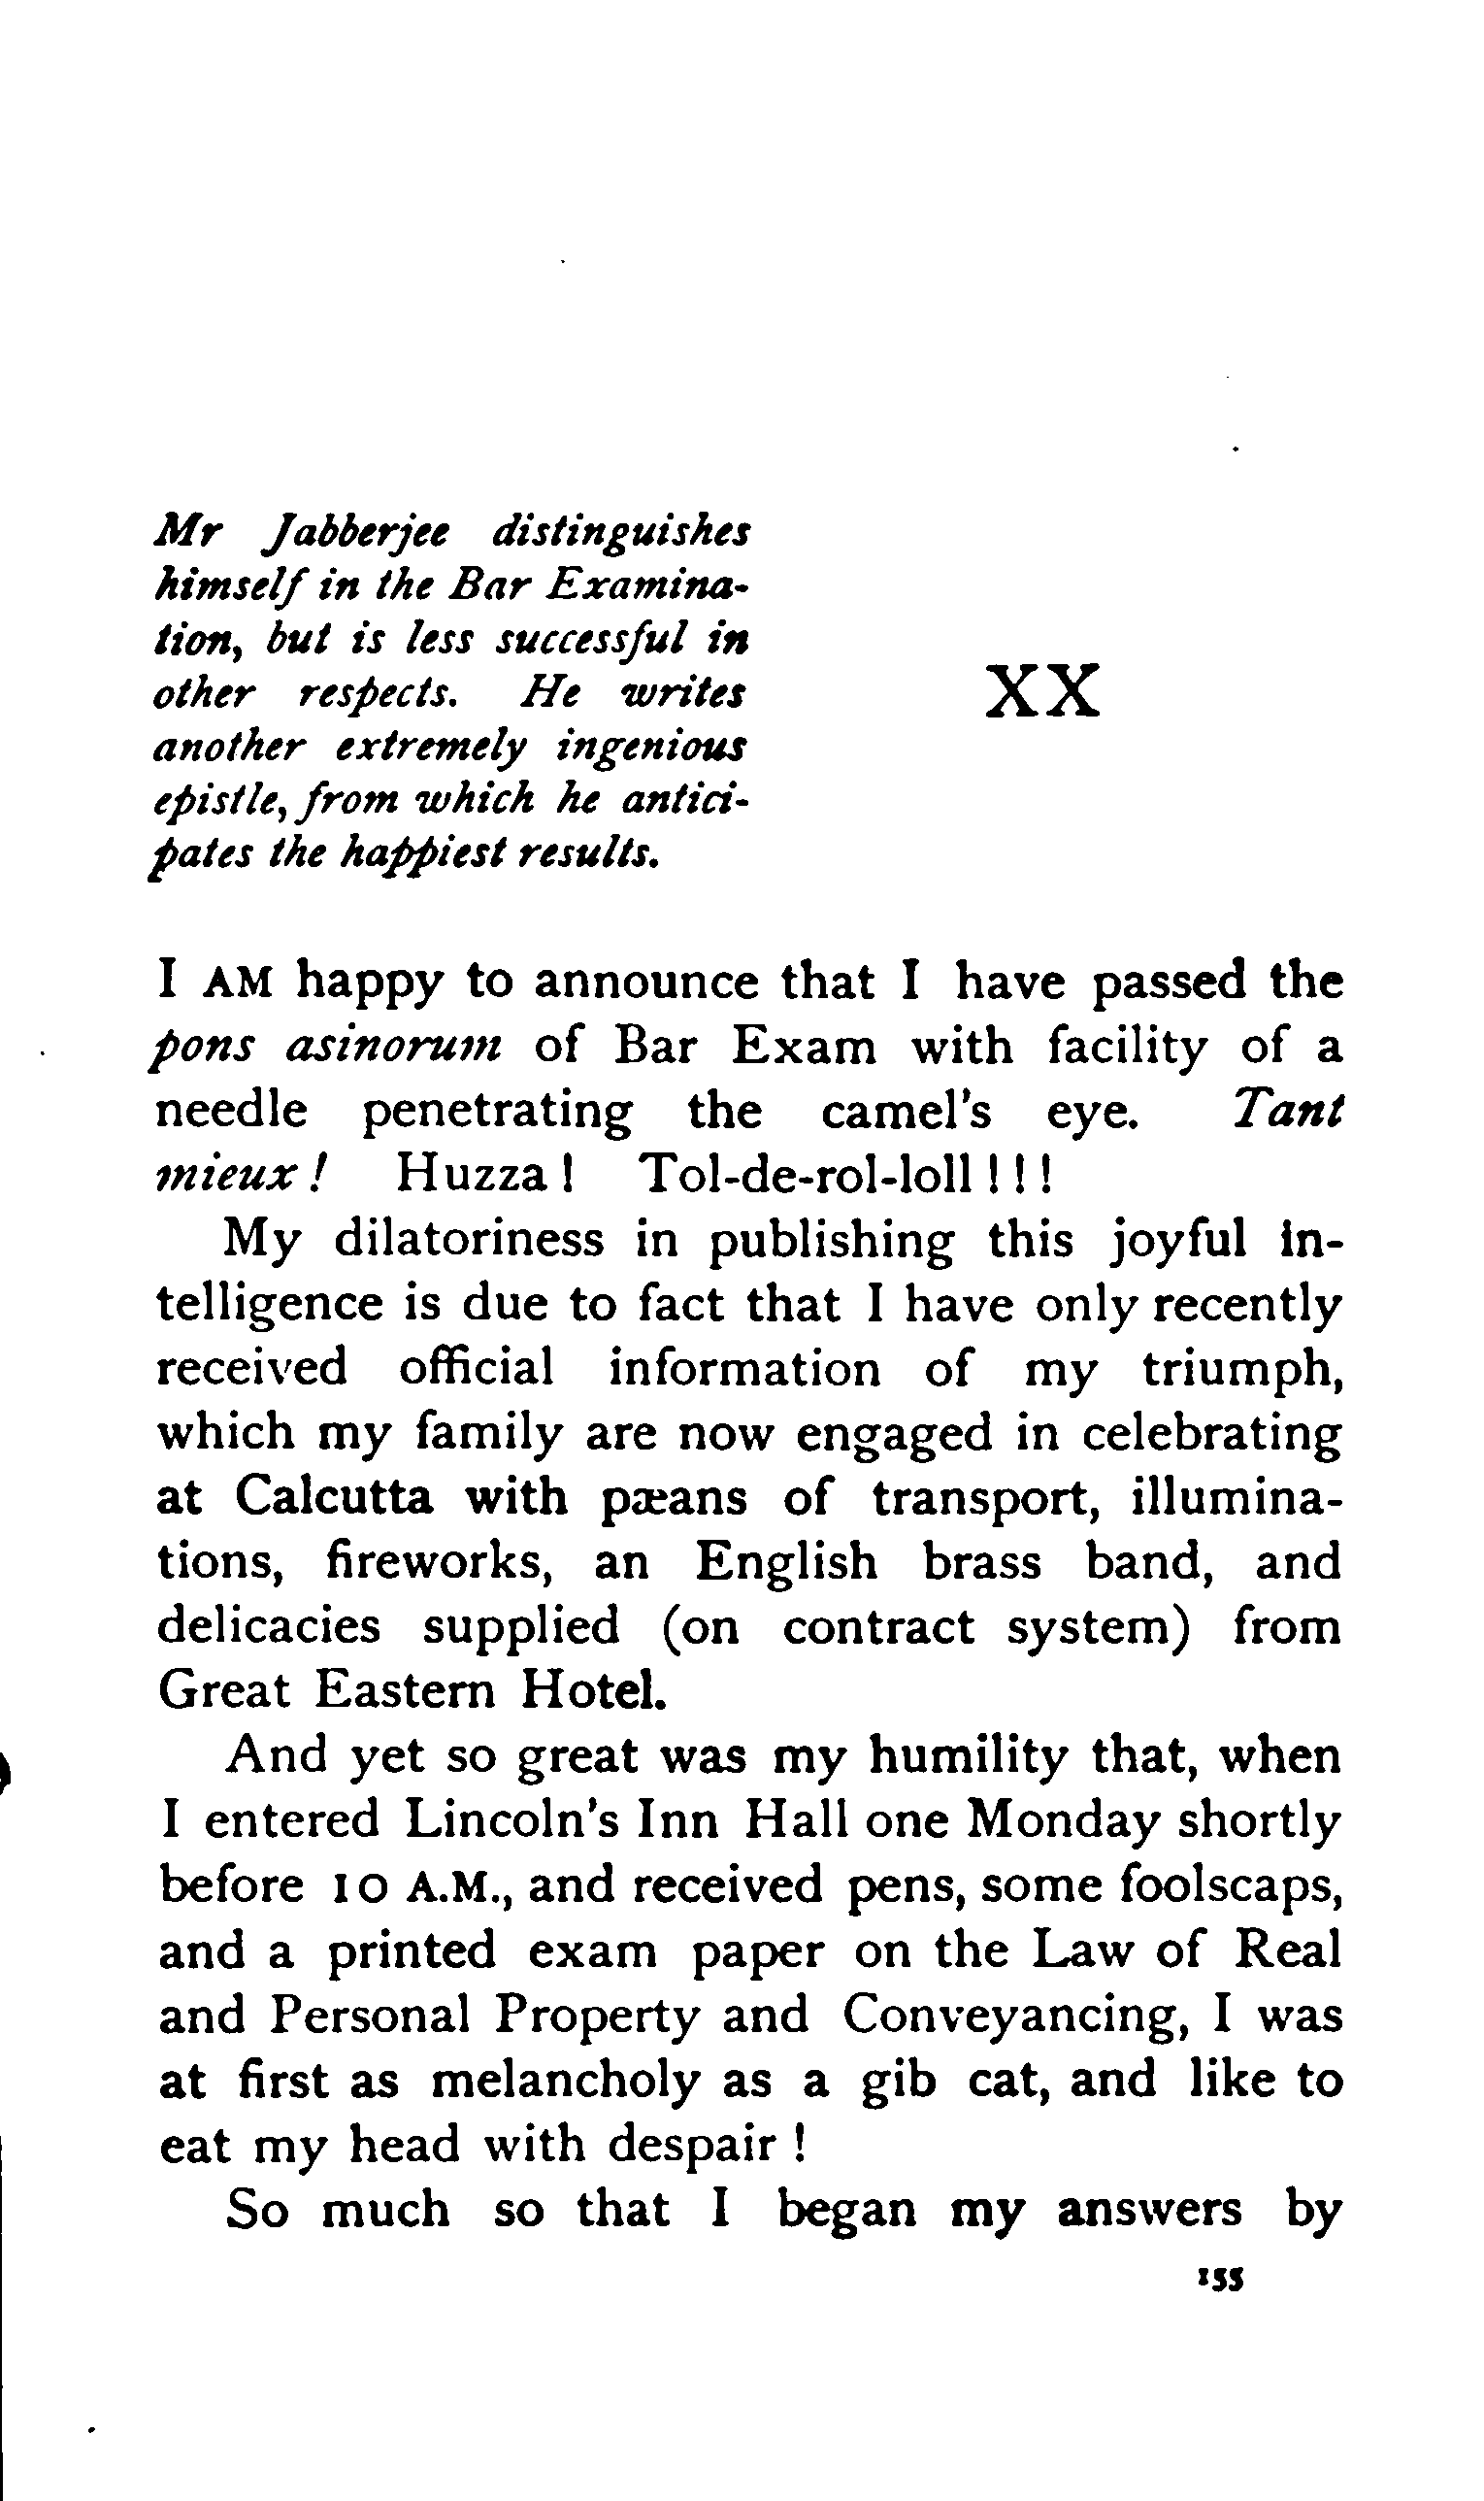 Mr Jabberjee distinguishes
himself in the Bar Examina-
tion, but is less successful in
other respects. He writes
another extremely ingenious
epistle, from which he antici-
pates the happiest results.
XX
I AM happy to announce that I have passed the
pons asinorum of Bar Exam with facility of a
needle penetrating the camel's eye. Tant
mieux! Huzza! Tol-de-rol-loll!!!
My dilatoriness in publishing this joyful in-
telligence is due to fact that I have only recently
received official information of my triumph,
which my family are now engaged in celebrating
at Calcutta with pæans of transport, illumina-
tions, fireworks, an English brass band, and
delicacies supplied (on contract system) from
Great Eastern Hotel.
And yet so great was my humility that, when
I entered Lincoln's Inn Hall one Monday shortly
before 10 A.M., and received pens, some foolscaps,
and a printed exam paper on the Law of Real
and Personal Property and Conveyancing, I was
at first as melancholy as a gib cat, and like to
eat my head with despair!
So much so that I began my answers by
155